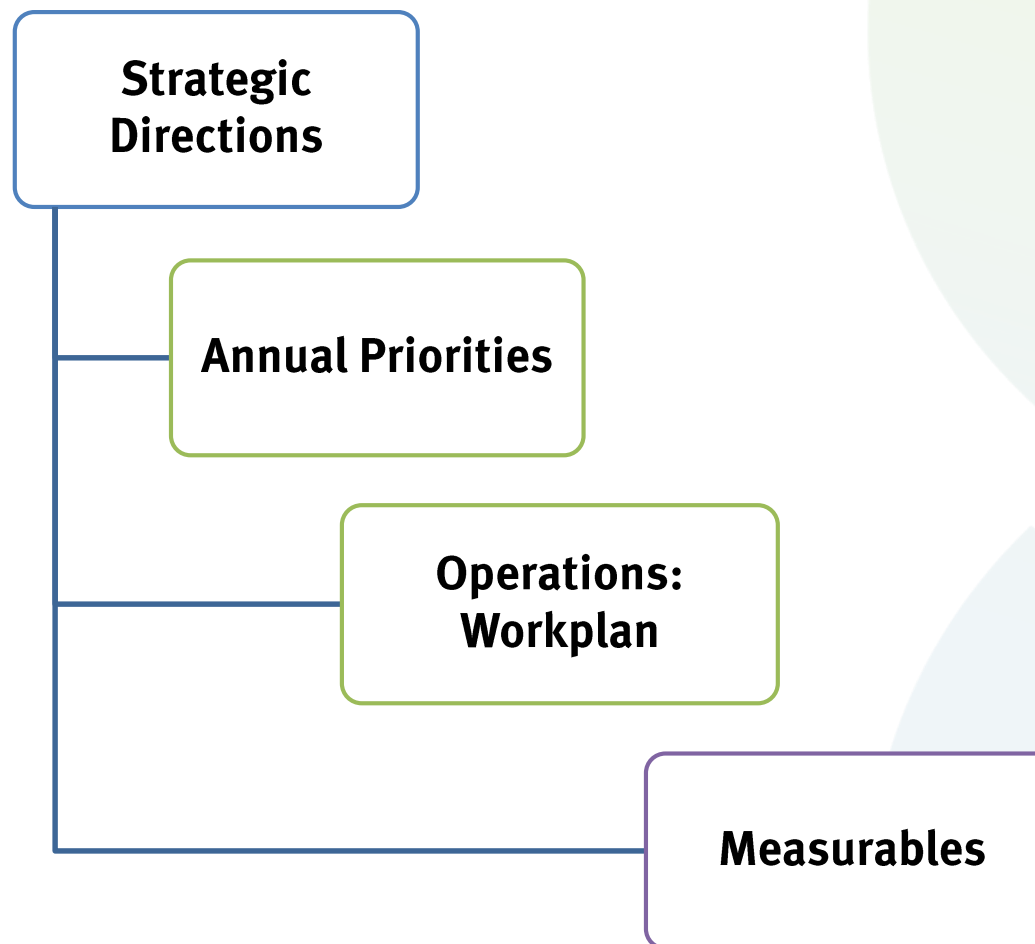 Strategic
Directions
Annual Priorities
Operations:
Workplan
Measurables